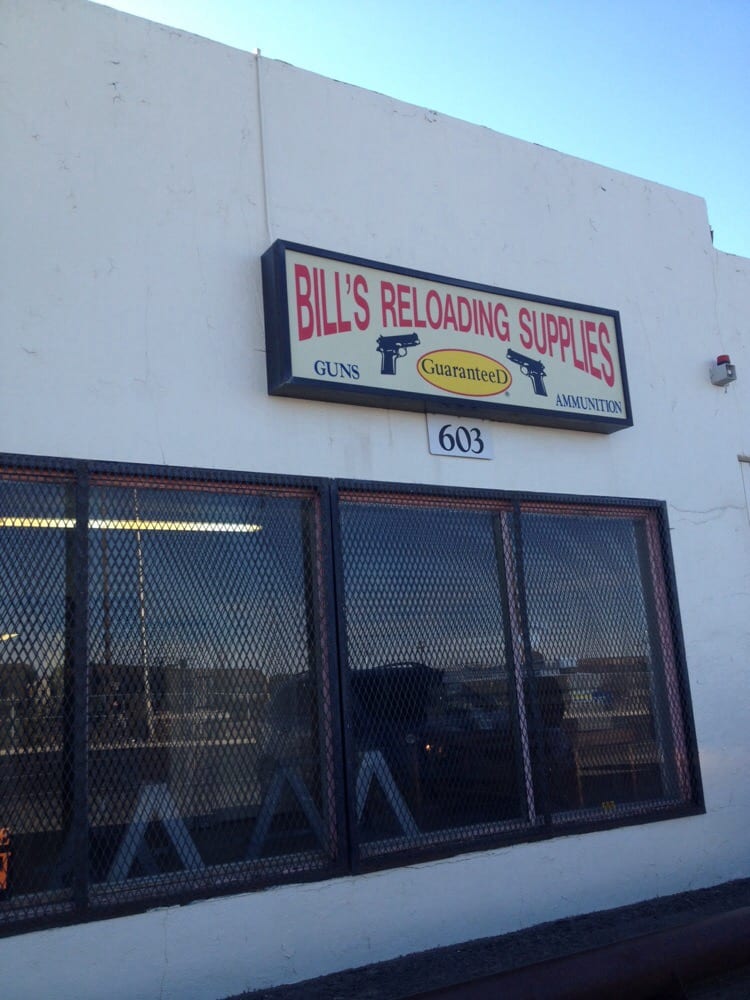 BILL'S RELOADING SUPPLIES
GUNS
GuaranteeD
®
AMMUNITION
603